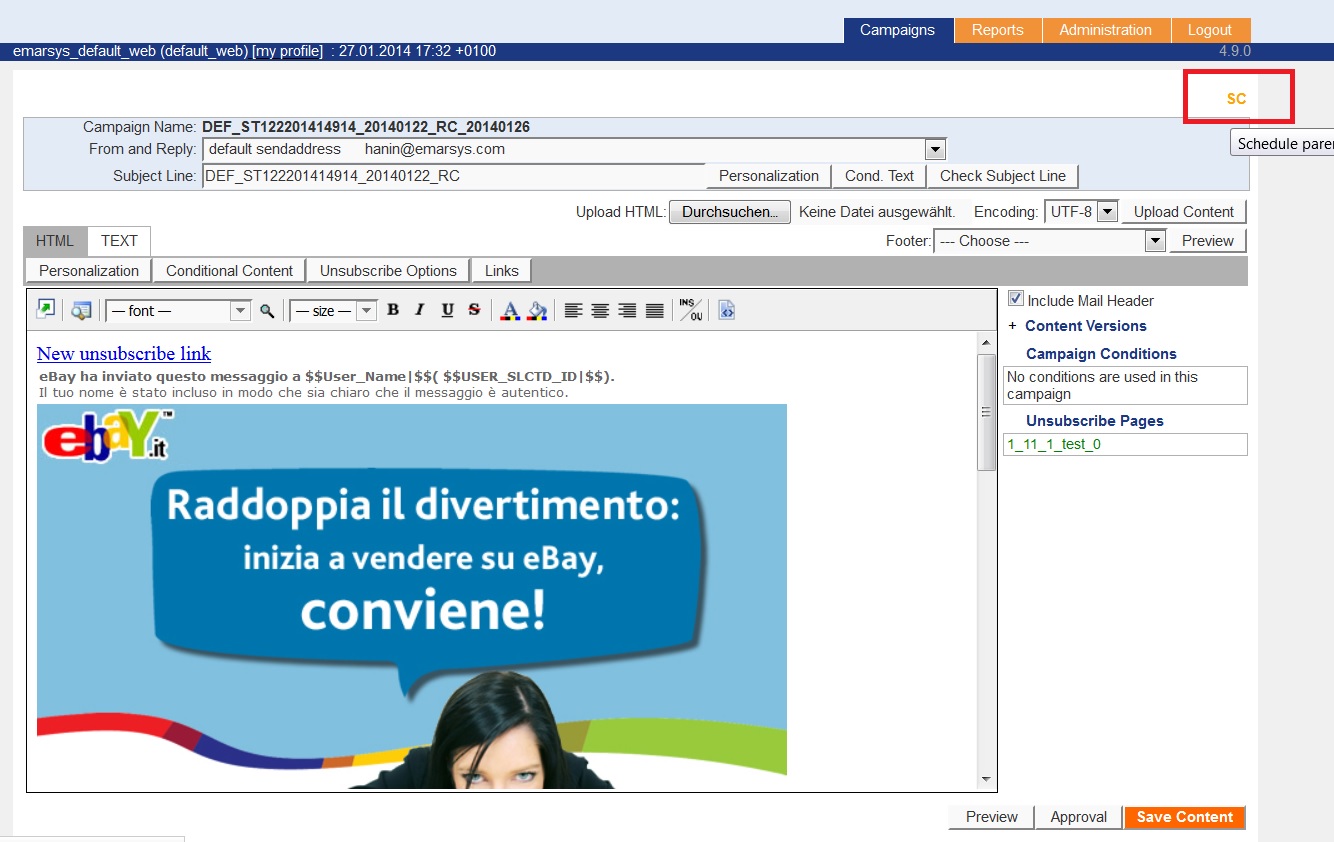 Campaigns Reports Administration Logout
emarsys_default_web (default_web) [my profile] : 27.01.2014 17:32 +0100 4.9.0
SC
Campaign Name: DEF_ST122201414914_20140122_RC_20140126
Schedule paren
From and Reply: default sendaddress hanin@emarsys.com
Subject Line: DEF_ST122201414914_20140122_RC Personalization Cond. Text Check Subject Line
Upload HTML: Durchsuchen... Keine Datei ausgewählt. Encoding: UTF-8 Upload Content
HTML TEXT Footer: --- Choose --- Preview
Personalization Conditional Content Unsubscribe Options Links
— font — — size — B I U S A INS/OU
Include Mail Header
+ Content Versions
Campaign Conditions
No conditions are used in this
campaign
Unsubscribe Pages
1_11_1_test_0
New unsubscribe link
eBay ha inviato questo messaggio a $$User_Name|$$( $$USER_SLCTD_ID|$$).
Il tuo nome è stato incluso in modo che sia chiaro che il messaggio è autentico.
ebaY.it™
Raddoppia il divertimento:
inizia a vendere su eBay,
conviene!
Preview Approval Save Content